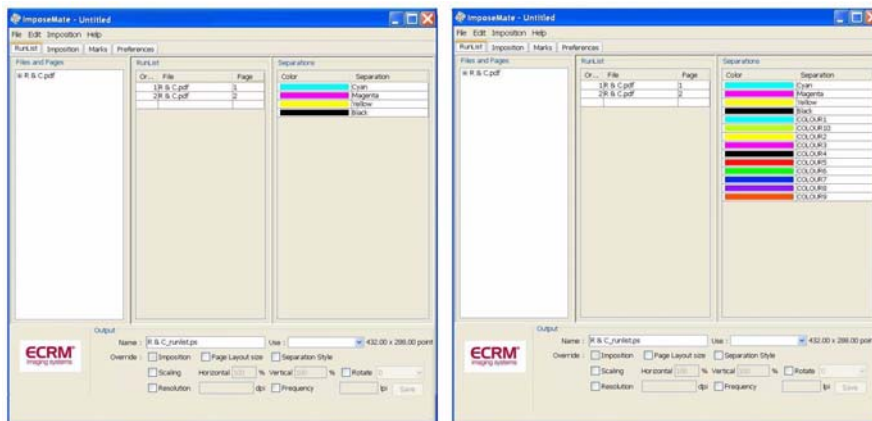 ImposeMate - Untitled
File Edit Imposition Help
RunList Imposition Marks Preferences
Files and Pages
R & C.pdf
RunList
Or... File Page
1 R & C.pdf 1
2 R & C.pdf 2
Separations
Color Separation
Cyan
Magenta
Yellow
Black
Output
ECRM
imaging systems
Name : R & C_runlist.ps Use : 432.00 x 288.00 point
Override : Imposition Page Layout size Separation Style
Scaling Horizontal 100 % Vertical 100 % Rotate 0
Resolution dpi Frequency lpi Save
ImposeMate - Untitled
File Edit Imposition Help
RunList Imposition Marks Preferences
Files and Pages
R & C.pdf
RunList
Or... File Page
1 R & C.pdf 1
2 R & C.pdf 2
Separations
Color Separation
Cyan
Magenta
Yellow
Black
COLOUR1
COLOUR10
COLOUR2
COLOUR3
COLOUR4
COLOUR5
COLOUR6
COLOUR7
COLOUR8
COLOUR9
Output
ECRM
imaging systems
Name : R & C_runlist.ps Use : 432.00 x 288.00 point
Override : Imposition Page Layout size Separation Style
Scaling Horizontal 100 % Vertical 100 % Rotate 0
Resolution dpi Frequency lpi Save